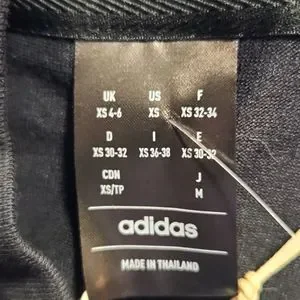 UK US F
XS 4-6 XS XS 32-34
D I E
XS 30-32 XS 36-38 XS 30-32
CDN J
XS/TP M
adidas
MADE IN THAILAND